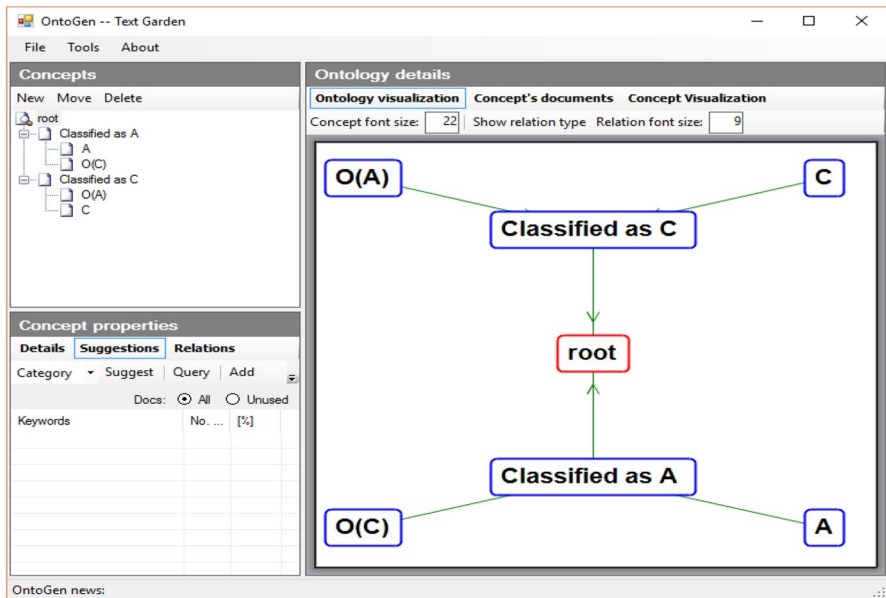 OntoGen -- Text Garden
File Tools About
Concepts
New Move Delete
root
Classified as A
A
O(C)
Classified as C
O(A)
C
Concept properties
Details Suggestions Relations
Category Suggest Query Add
Docs: All Unused
Keywords No. ... [%]
Ontology details
Ontology visualization Concept's documents Concept Visualization
Concept font size: 22 Show relation type Relation font size: 9
O(A) C
Classified as C
root
Classified as A
O(C) A
OntoGen news: